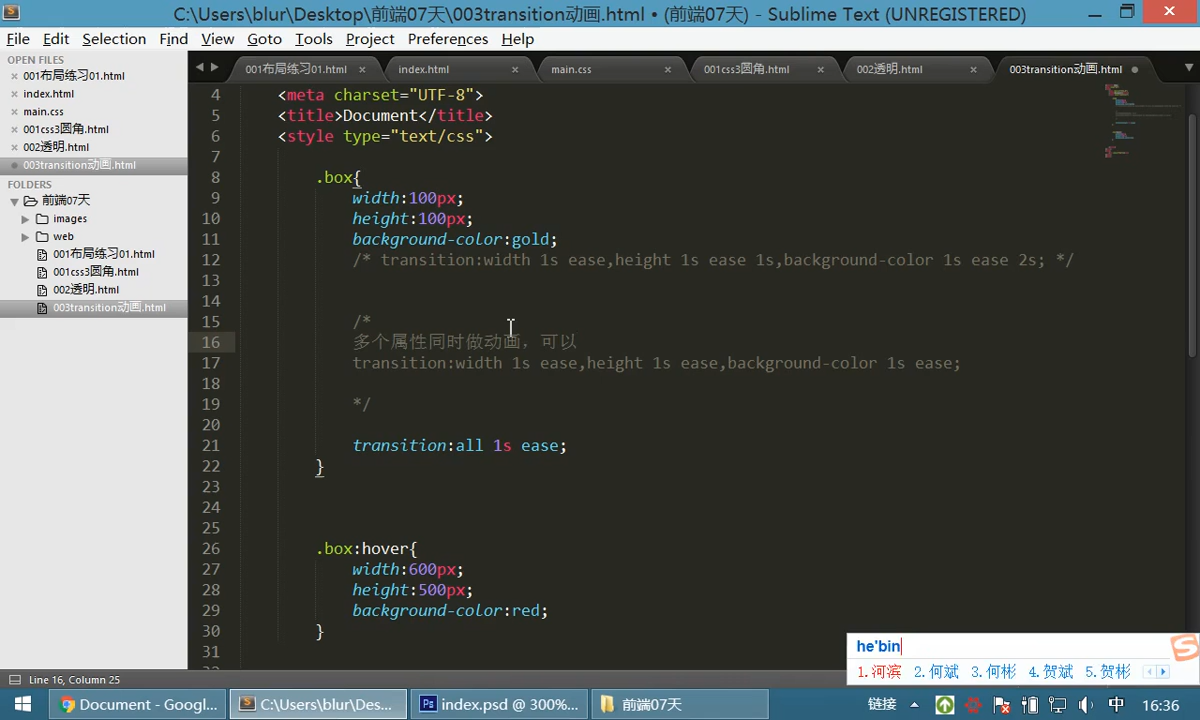 C:\Users\blur\Desktop\前端07天\003transition动画.html • (前端07天) - Sublime Text (UNREGISTERED)
File Edit Selection Find View Goto Tools Project Preferences Help
OPEN FILES
001布局练习01.html
index.html
main.css
001css3圆角.html
002透明.html
003transition动画.html
FOLDERS
前端07天
images
web
001布局练习01.html
001css3圆角.html
002透明.html
003transition动画.html
001布局练习01.html index.html main.css 001css3圆角.html 002透明.html 003transition动画.html
4 <meta charset="UTF-8">
5 <title>Document</title>
6 <style type="text/css">
7
8 .box{
9 width:100px;
10 height:100px;
11 background-color:gold;
12 /* transition:width 1s ease,height 1s ease 1s,background-color 1s ease 2s; */
13
14
15 /*
16 多个属性同时做动画，可以
17 transition:width 1s ease,height 1s ease,background-color 1s ease;
18
19 */
20
21 transition:all 1s ease;
22 }
23
24
25
26 .box:hover{
27 width:600px;
28 height:500px;
29 background-color:red;
30 }
31
he'bin
1.河滨 2.何斌 3.何彬 4.贺斌 5.贺彬
Line 16, Column 25
Document - Googl... C:\Users\blur\Des... index.psd @ 300%... 前端07天 链接 中 16:36